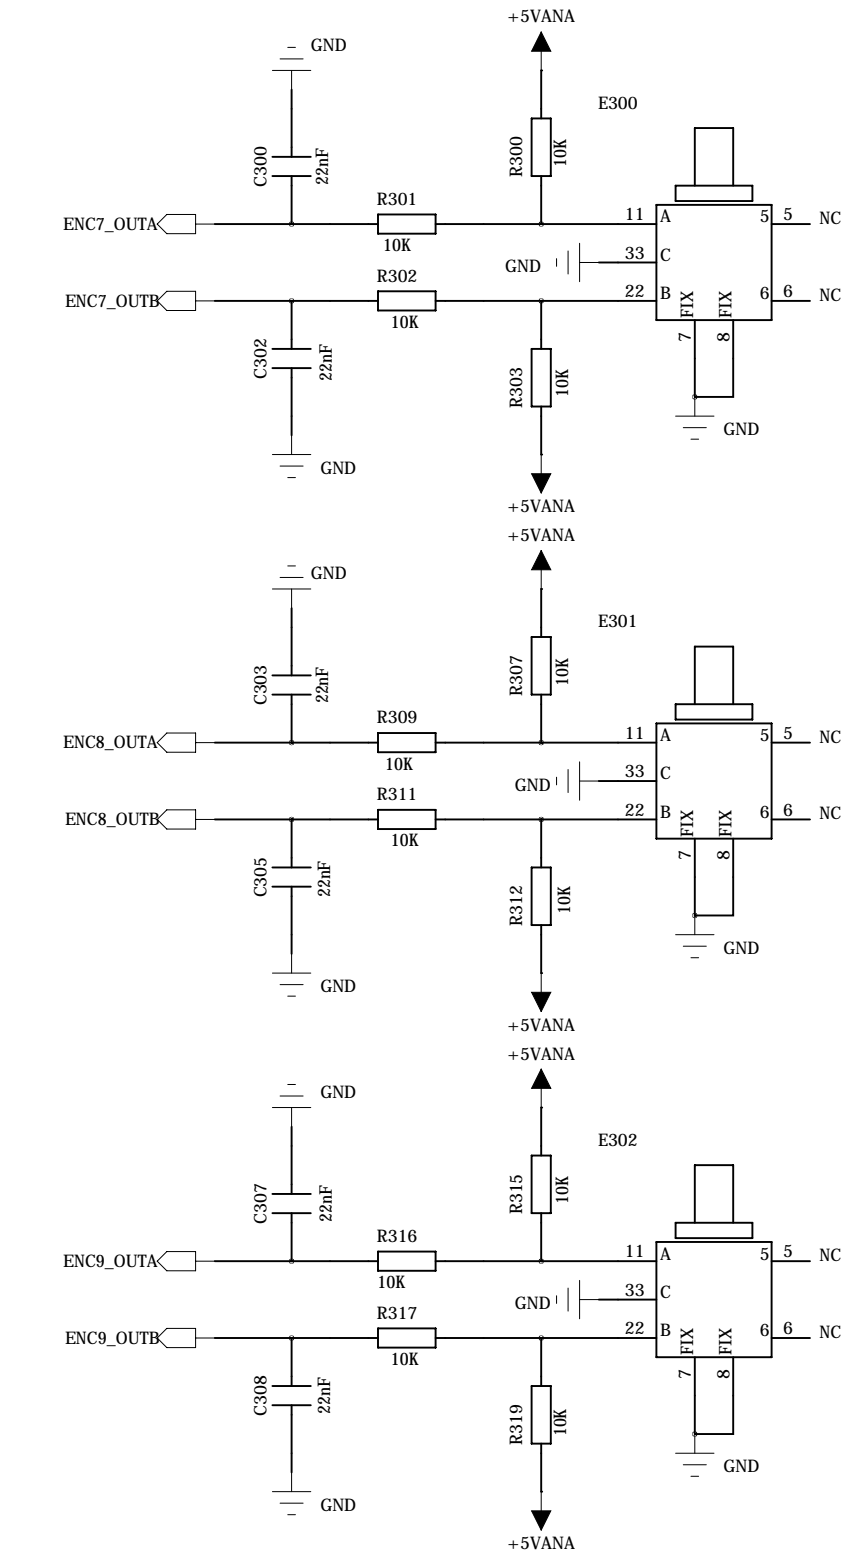 +5VANA
GND
E300
C300
22nF
R300
10K
R301
ENC7_OUTA
11
A
5
5
NC
10K
33
C
GND
R302
ENC7_OUTB
22
B
6
6
NC
10K
FIX
FIX
7
8
C302
22nF
R303
10K
GND
GND
+5VANA
+5VANA
GND
E301
C303
22nF
R307
10K
R309
ENC8_OUTA
11
A
5
5
NC
10K
33
C
GND
R311
ENC8_OUTB
22
B
6
6
NC
10K
FIX
FIX
7
8
C305
22nF
R312
10K
GND
GND
+5VANA
+5VANA
GND
E302
C307
22nF
R315
10K
R316
ENC9_OUTA
11
A
5
5
NC
10K
33
C
GND
R317
ENC9_OUTB
22
B
6
6
NC
10K
FIX
FIX
7
8
C308
22nF
R319
10K
GND
GND
+5VANA